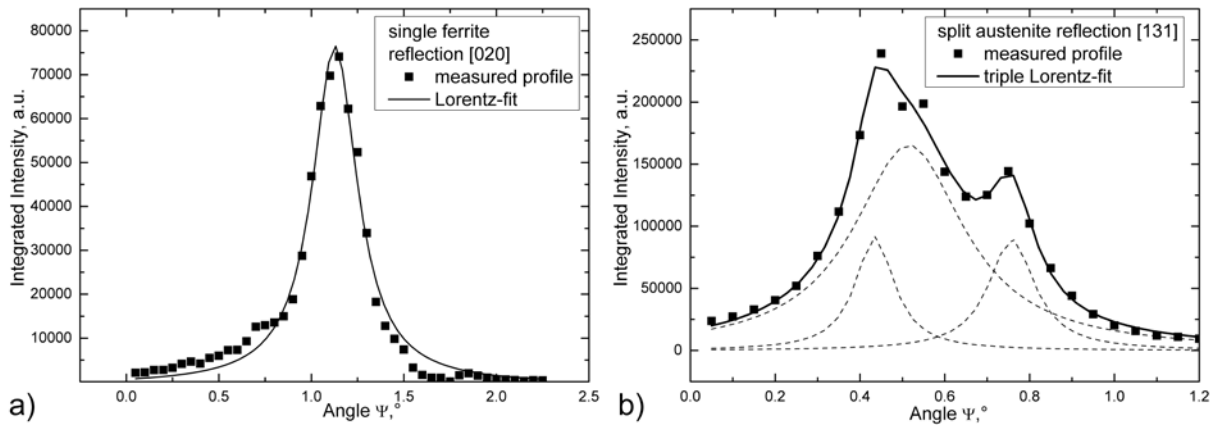 80000
70000
60000
50000
40000
30000
20000
10000
0
Integrated Intensity, a.u.
single ferrite
reflection [020]
measured profile
Lorentz-fit
0.0 0.5 1.0 1.5 2.0 2.5
Angle Ψ,°
a)
250000
200000
150000
100000
50000
0
Integrated Intensity, a.u.
split austenite reflection [131]
measured profile
triple Lorentz-fit
0.0 0.2 0.4 0.6 0.8 1.0 1.2
Angle Ψ,°
b)